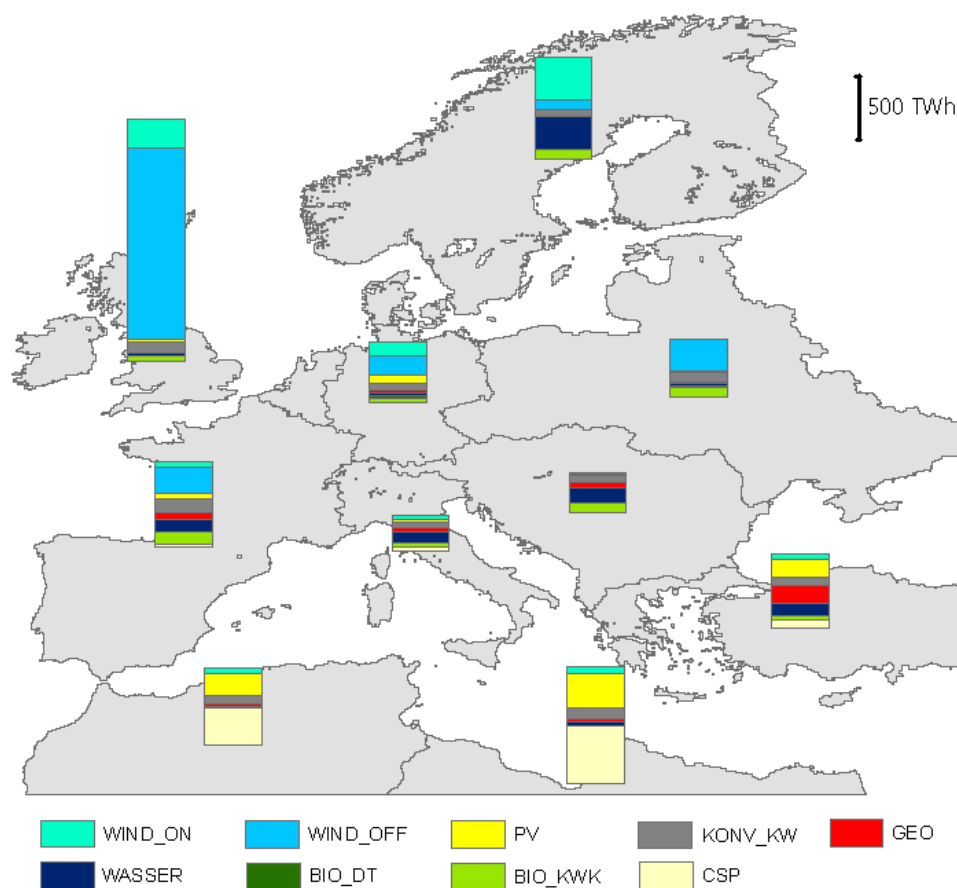 500 TWh
WIND_ON WIND_OFF PV KONV_KW GEO
WASSER BIO_DT BIO_KWK CSP